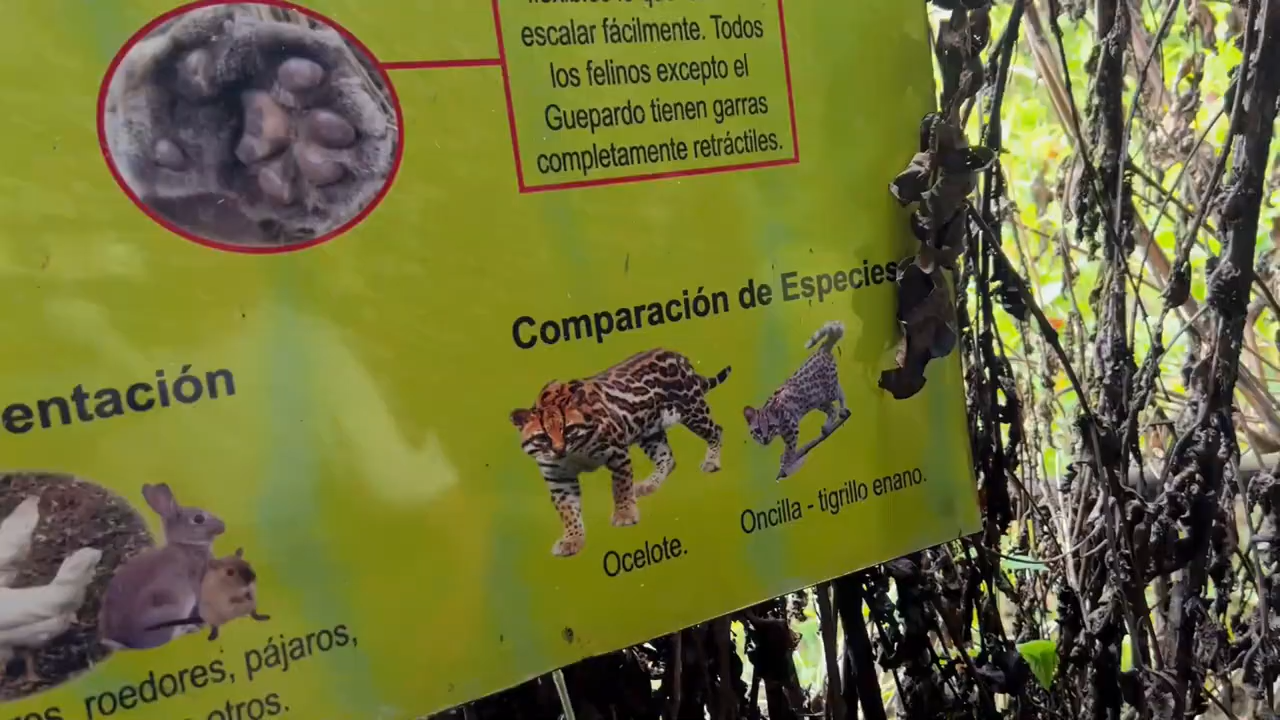 escalar fácilmente. Todos
los felinos excepto el
Guepardo tienen garras
completamente retráctiles.
Comparación de Especies
entación
Ocelote.
Oncilla - tigrillo enano.
roedores, pájaros,
otros.